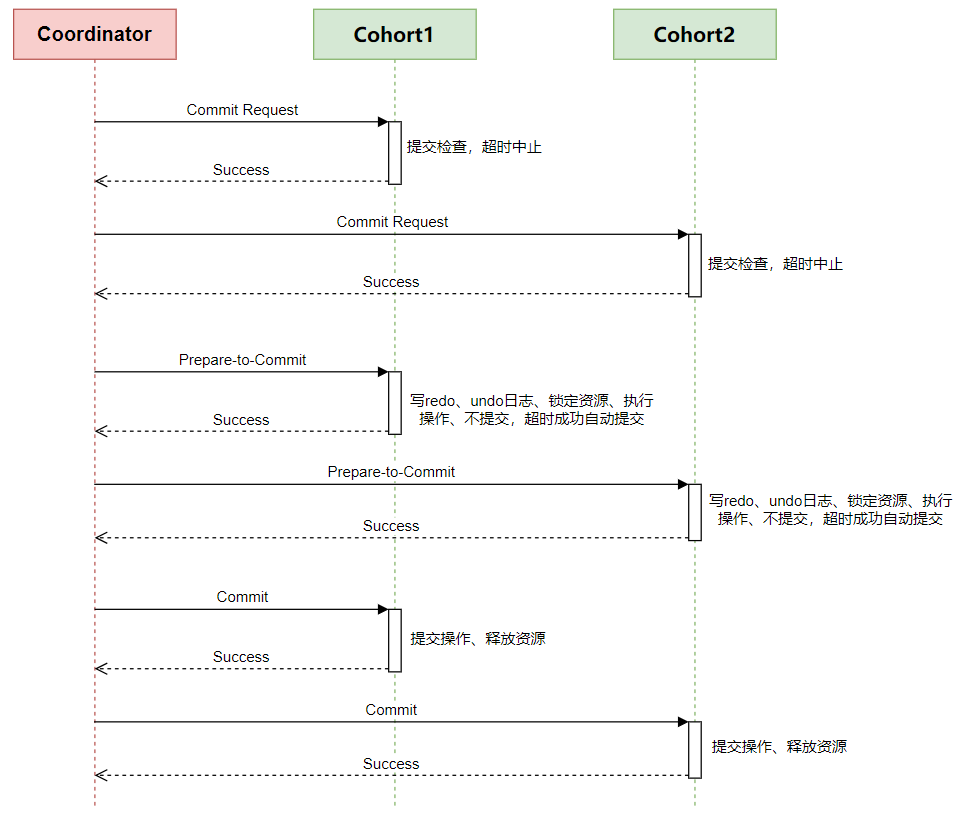 Coordinator
Cohort1
Cohort2
Commit Request
提交检查，超时中止
Success
Commit Request
提交检查，超时中止
Success
Prepare-to-Commit
写redo、undo日志、锁定资源、执行
操作、不提交，超时成功自动提交
Success
Prepare-to-Commit
写redo、undo日志、锁定资源、执行
操作、不提交，超时成功自动提交
Success
Commit
提交操作、释放资源
Success
Commit
提交操作、释放资源
Success